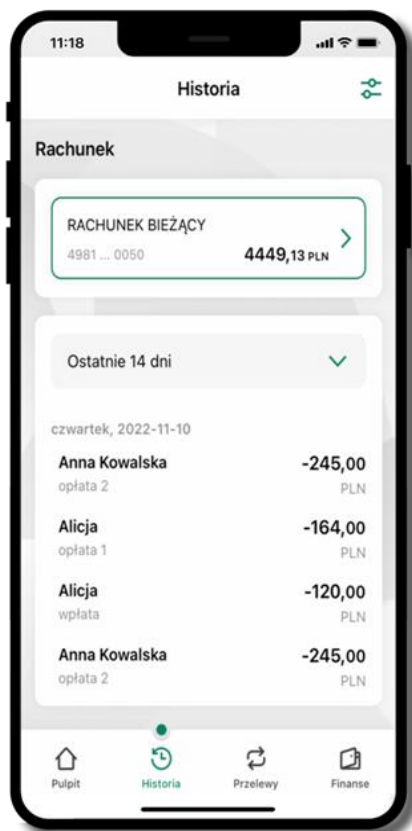 11:18
Historia
Rachunek
RACHUNEK BIEŻĄCY
4981 ... 0050
4449,13 PLN
Ostatnie 14 dni
czwartek, 2022-11-10
Anna Kowalska -245,00
opłata 2 PLN
Alicja -164,00
opłata 1 PLN
Alicja -120,00
wpłata PLN
Anna Kowalska -245,00
opłata 2 PLN
Pulpit Historia Przelewy Finanse